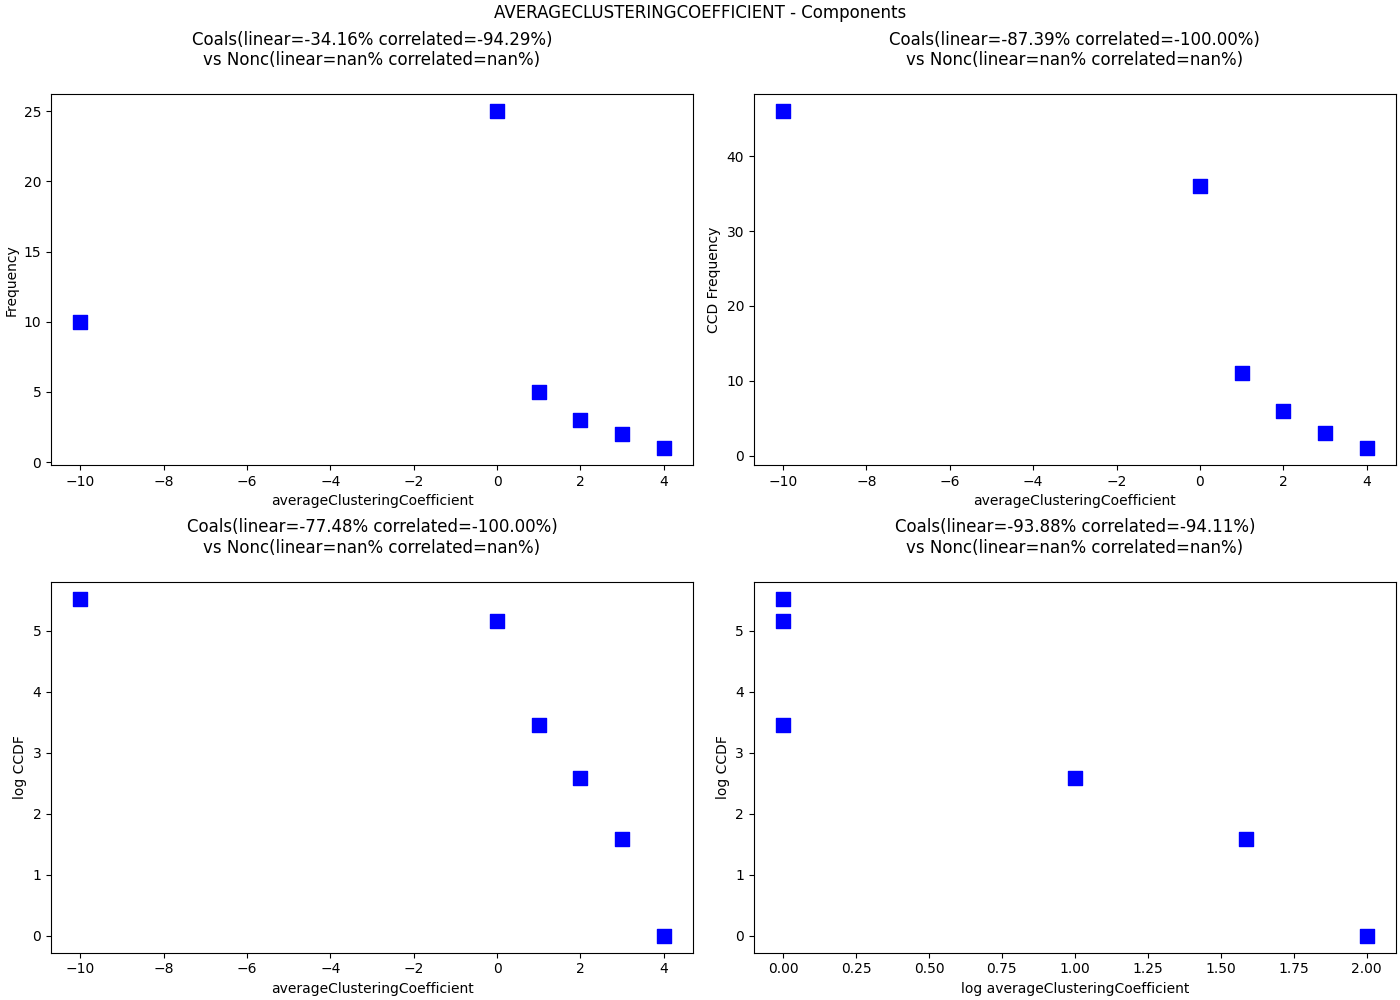 AVERAGECLUSTERINGCOEFFICIENT - Components
Coals(linear=-34.16% correlated=-94.29%)
vs Nonc(linear=nan% correlated=nan%)
25
20
15
10
5
0
Frequency
−10 −8 −6 −4 −2 0 2 4
averageClusteringCoefficient
Coals(linear=-87.39% correlated=-100.00%)
vs Nonc(linear=nan% correlated=nan%)
40
30
20
10
0
CCD Frequency
−10 −8 −6 −4 −2 0 2 4
averageClusteringCoefficient
Coals(linear=-77.48% correlated=-100.00%)
vs Nonc(linear=nan% correlated=nan%)
5
4
3
2
1
0
log CCDF
−10 −8 −6 −4 −2 0 2 4
averageClusteringCoefficient
Coals(linear=-93.88% correlated=-94.11%)
vs Nonc(linear=nan% correlated=nan%)
5
4
3
2
1
0
log CCDF
0.00 0.25 0.50 0.75 1.00 1.25 1.50 1.75 2.00
log averageClusteringCoefficient